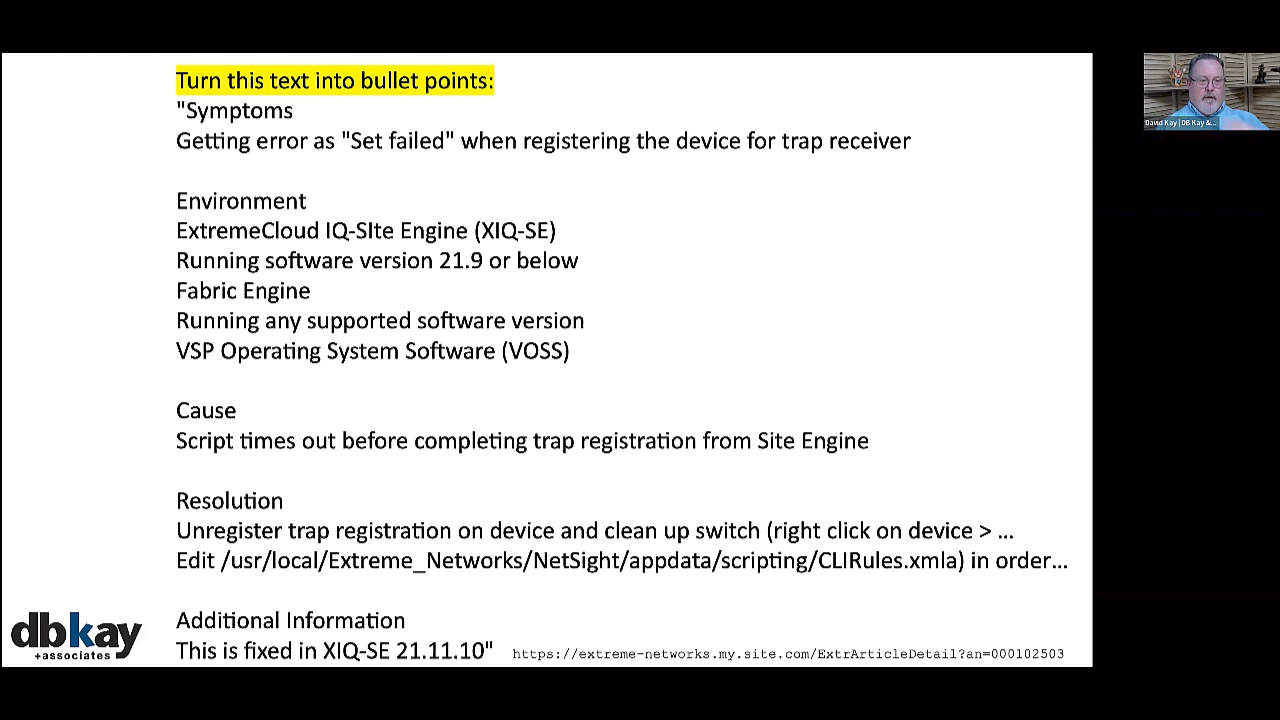 Turn this text into bullet points:
"Symptoms
Getting error as "Set failed" when registering the device for trap receiver
Environment
ExtremeCloud IQ-SIte Engine (XIQ-SE)
Running software version 21.9 or below
Fabric Engine
Running any supported software version
VSP Operating System Software (VOSS)
Cause
Script times out before completing trap registration from Site Engine
Resolution
Unregister trap registration on device and clean up switch (right click on device > ...
Edit /usr/local/Extreme_Networks/NetSight/appdata/scripting/CLIRules.xmla) in order...
Additional Information
This is fixed in XIQ-SE 21.11.10"
https://extreme-networks.my.site.com/ExtrArticleDetail?an=000102503
dbkay
+associates
David Kay | DB Kay &...